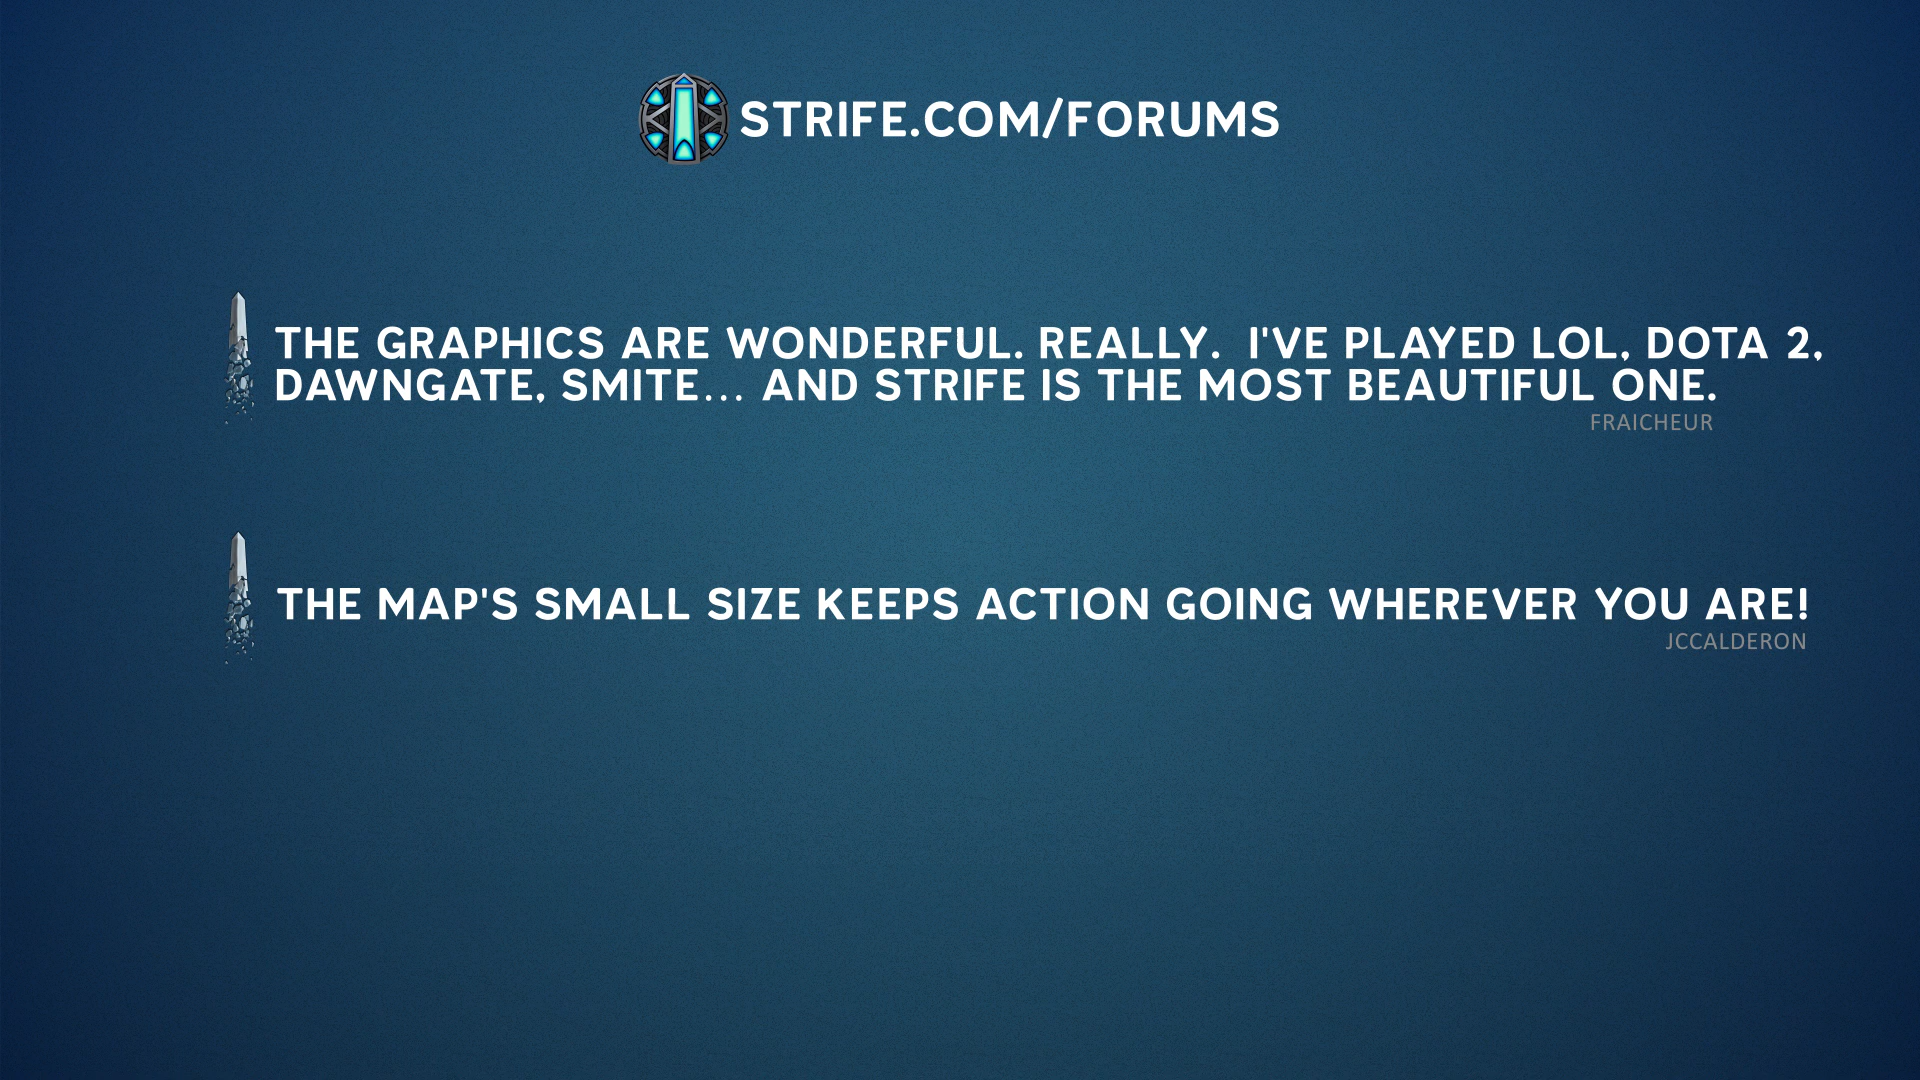 STRIFE.COM/FORUMS
THE GRAPHICS ARE WONDERFUL. REALLY.  I'VE PLAYED LOL, DOTA 2,
DAWNGATE, SMITE... AND STRIFE IS THE MOST BEAUTIFUL ONE.
FRAICHEUR
THE MAP'S SMALL SIZE KEEPS ACTION GOING WHEREVER YOU ARE!
JCCALDERON